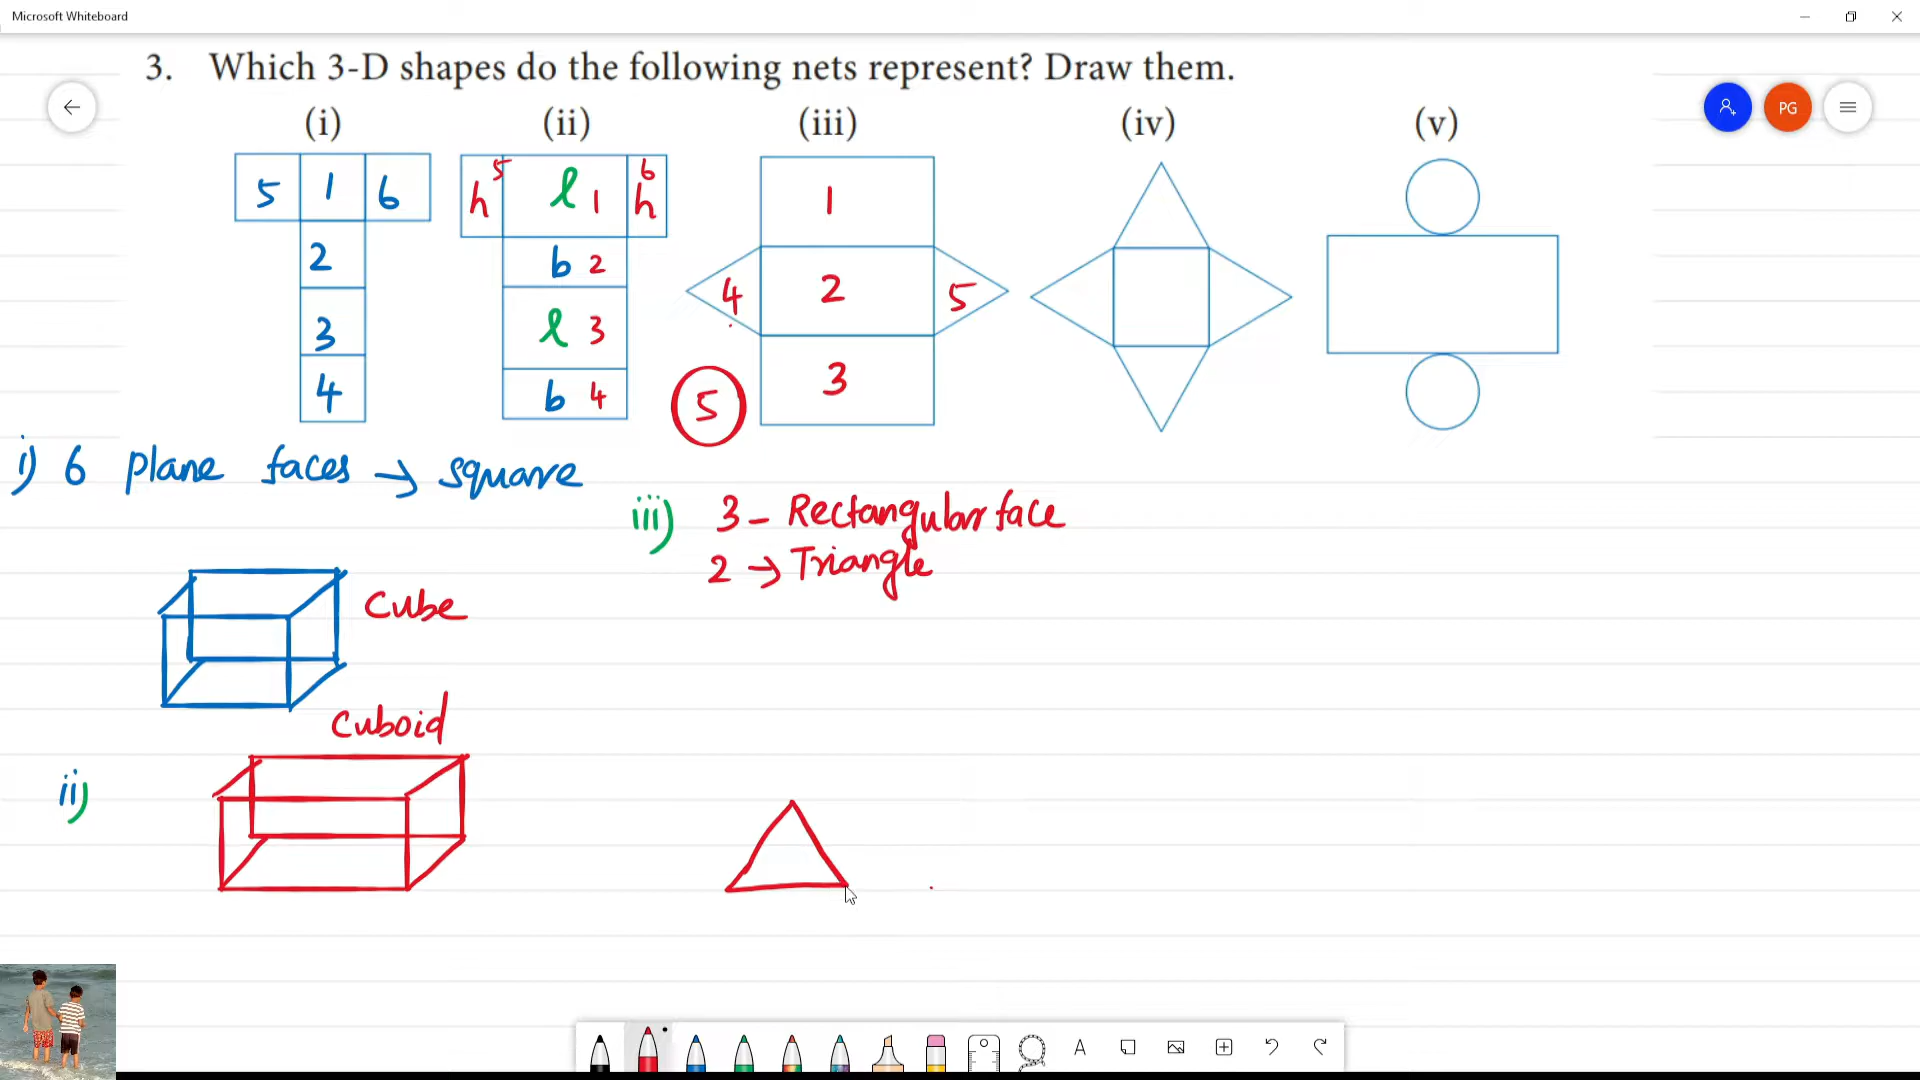 Microsoft Whiteboard
3. Which 3-D shapes do the following nets represent? Draw them.
(i) (ii) (iii) (iv) (v)
PG
5 1 6
2
3
4
h 5 l 1 h 6
b 2
l 3
b 4
1
4 2 5
3
5
i) 6 plane faces → square
iii) 3 - Rectangular face
2 → Triangle
Cube
Cuboid
ii)
A